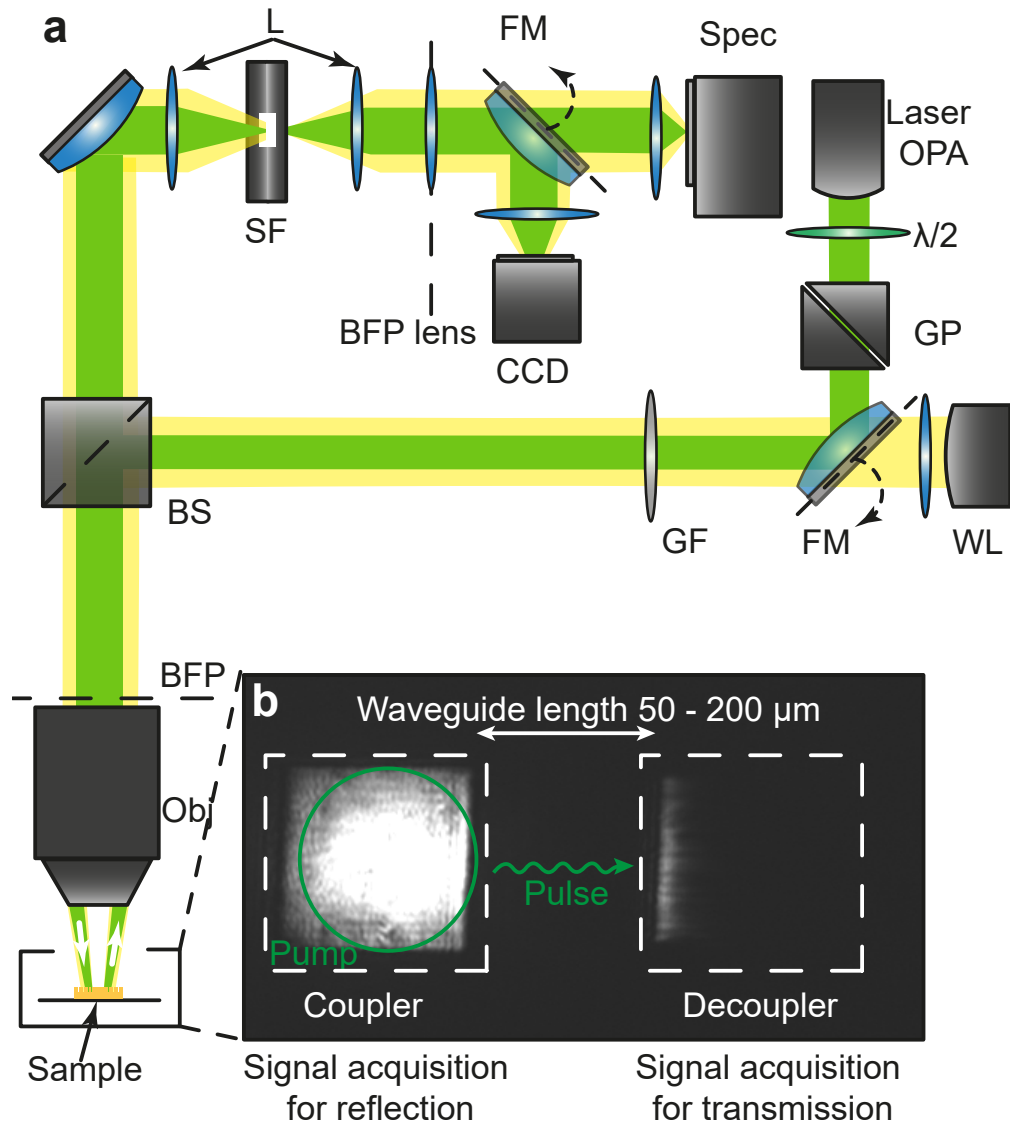 a
L
FM
Spec
Laser
OPA
SF
λ/2
BFP lens
CCD
GP
BS
GF
FM
WL
BFP
Obj
Sample
b
Waveguide length 50 - 200 µm
Pulse
Pump
Coupler
Decoupler
Signal acquisition
for reflection
Signal acquisition
for transmission